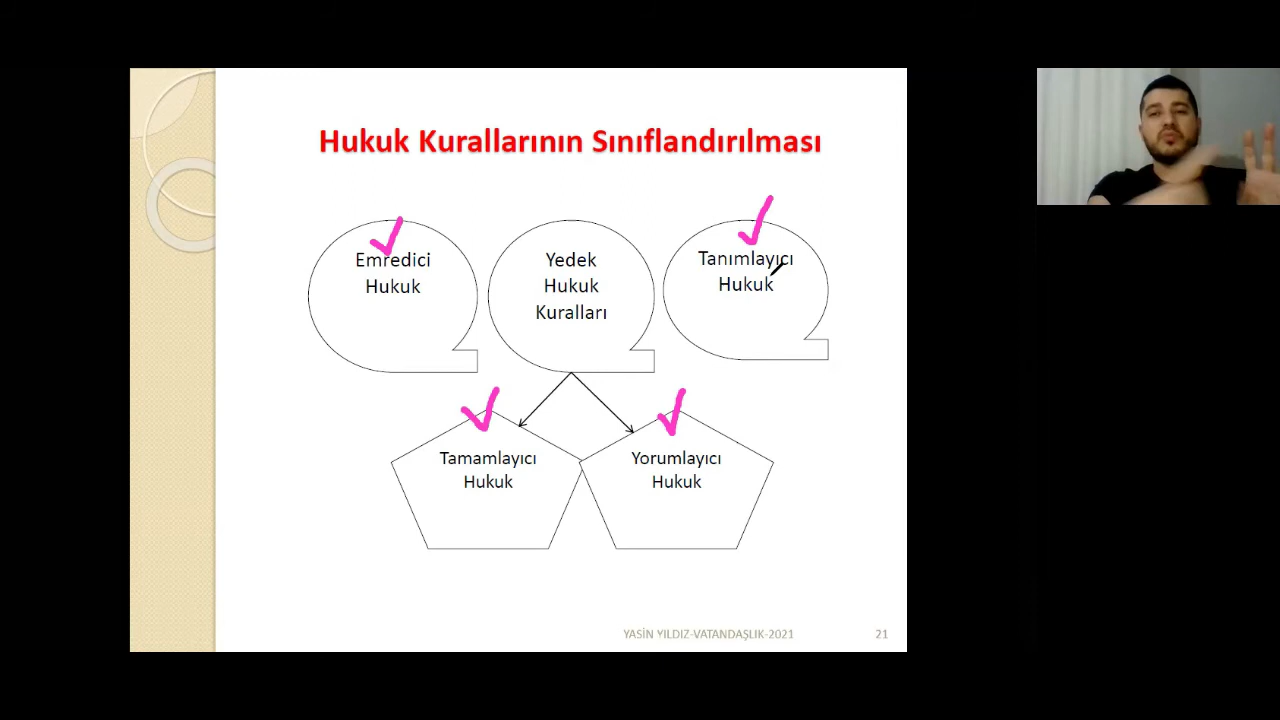 Hukuk Kurallarının Sınıflandırılması
Emredici
Hukuk
Yedek
Hukuk
Kuralları
Tanımlayıcı
Hukuk
Tamamlayıcı
Hukuk
Yorumlayıcı
Hukuk
YASİN YILDIZ-VATANDAŞLIK-2021
21